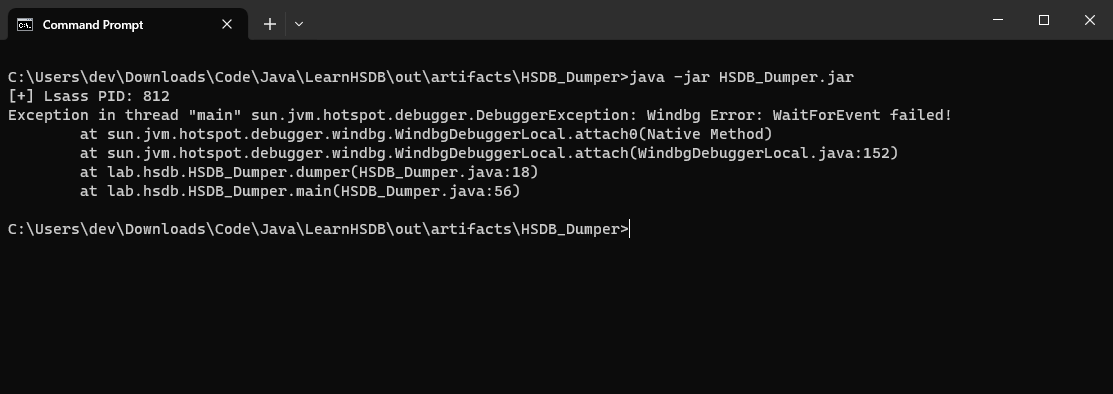 Command Prompt
C:\Users\dev\Downloads\Code\Java\LearnHSDB\out\artifacts\HSDB_Dumper>java -jar HSDB_Dumper.jar
[+] Lsass PID: 812
Exception in thread "main" sun.jvm.hotspot.debugger.DebuggerException: Windbg Error: WaitForEvent failed!
        at sun.jvm.hotspot.debugger.windbg.WindbgDebuggerLocal.attach0(Native Method)
        at sun.jvm.hotspot.debugger.windbg.WindbgDebuggerLocal.attach(WindbgDebuggerLocal.java:152)
        at lab.hsdb.HSDB_Dumper.dumper(HSDB_Dumper.java:18)
        at lab.hsdb.HSDB_Dumper.main(HSDB_Dumper.java:56)
C:\Users\dev\Downloads\Code\Java\LearnHSDB\out\artifacts\HSDB_Dumper>